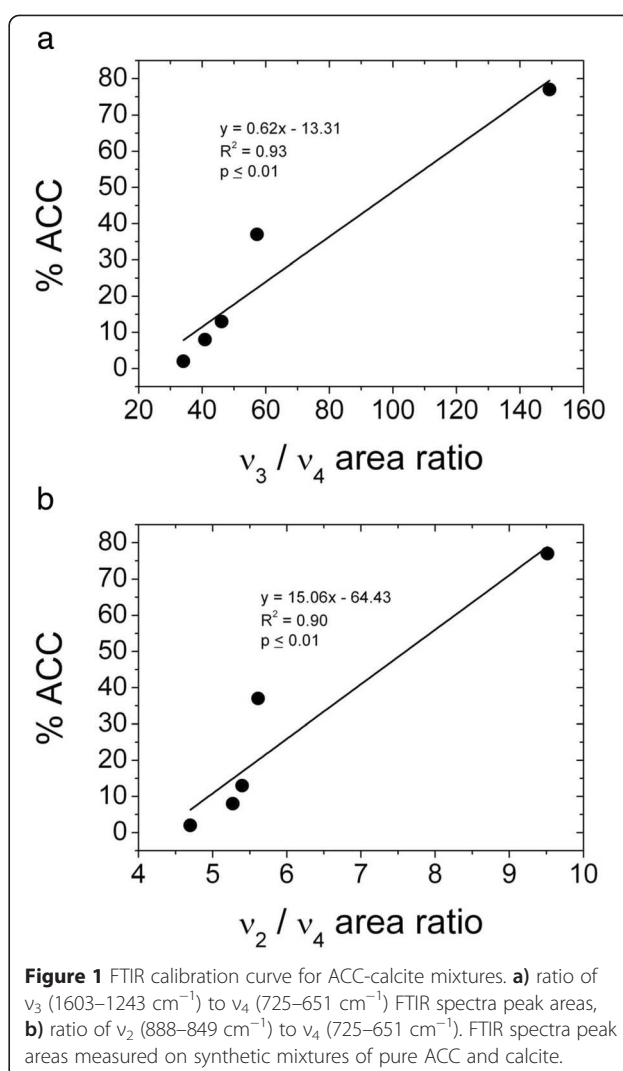 a
80
70
60
50
40
30
20
10
0
% ACC
y = 0.62x - 13.31
R² = 0.93
p ≤ 0.01
20 40 60 80 100 120 140 160
ν₃ / ν₄ area ratio
b
80
70
60
50
40
30
20
10
0
% ACC
y = 15.06x - 64.43
R² = 0.90
p ≤ 0.01
4 5 6 7 8 9 10
ν₂ / ν₄ area ratio
Figure 1 FTIR calibration curve for ACC-calcite mixtures. a) ratio of
ν₃ (1603–1243 cm⁻¹) to ν₄ (725–651 cm⁻¹) FTIR spectra peak areas,
b) ratio of ν₂ (888–849 cm⁻¹) to ν₄ (725–651 cm⁻¹). FTIR spectra peak
areas measured on synthetic mixtures of pure ACC and calcite.